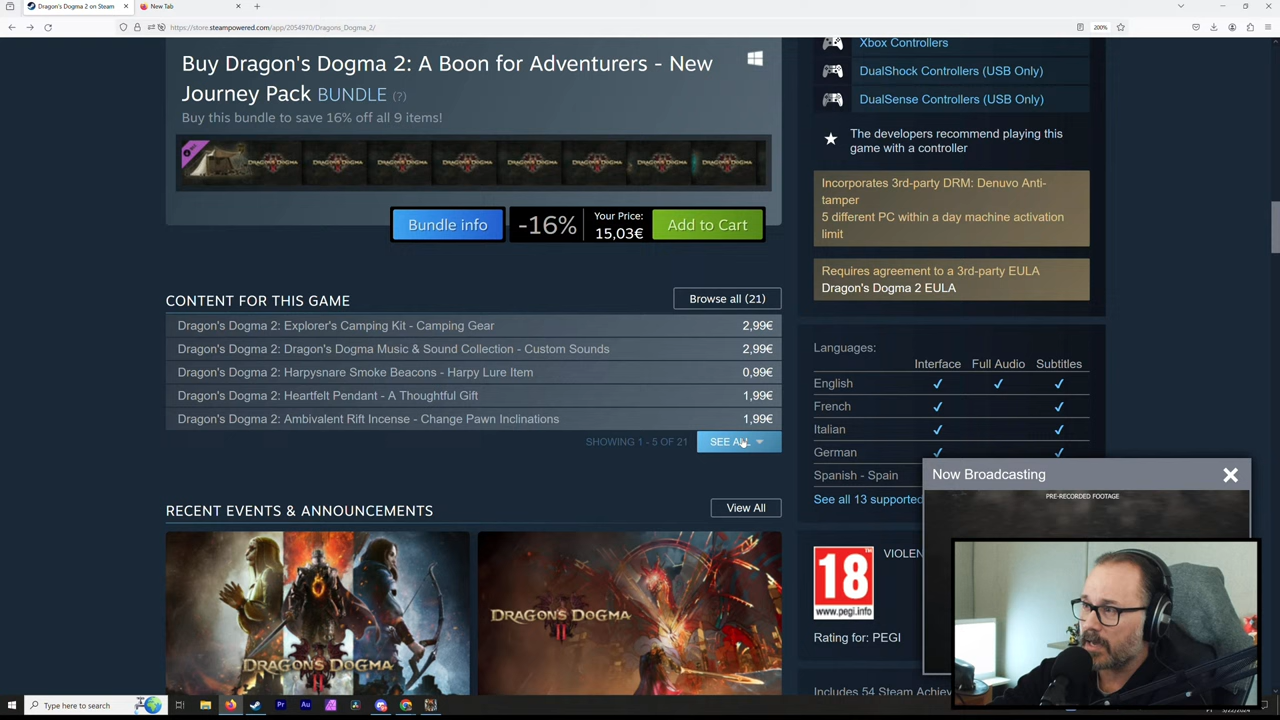 Dragon's Dogma 2 on Steam
New Tab
https://store.steampowered.com/app/2054970/Dragons_Dogma_2/
200%
Buy Dragon's Dogma 2: A Boon for Adventurers - New
Journey Pack BUNDLE (?)
Buy this bundle to save 16% off all 9 items!
Bundle info
-16%
Your Price:
15,03€
Add to Cart
CONTENT FOR THIS GAME
Browse all (21)
Dragon's Dogma 2: Explorer's Camping Kit - Camping Gear
2,99€
Dragon's Dogma 2: Dragon's Dogma Music & Sound Collection - Custom Sounds
2,99€
Dragon's Dogma 2: Harpysnare Smoke Beacons - Harpy Lure Item
0,99€
Dragon's Dogma 2: Heartfelt Pendant - A Thoughtful Gift
1,99€
Dragon's Dogma 2: Ambivalent Rift Incense - Change Pawn Inclinations
1,99€
SHOWING 1 - 5 OF 21
SEE ALL
RECENT EVENTS & ANNOUNCEMENTS
View All
DRAGON'S DOGMA
DRAGON'S DOGMA
II
Xbox Controllers
DualShock Controllers (USB Only)
DualSense Controllers (USB Only)
The developers recommend playing this
game with a controller
Incorporates 3rd-party DRM: Denuvo Anti-
tamper
5 different PC within a day machine activation
limit
Requires agreement to a 3rd-party EULA
Dragon's Dogma 2 EULA
Languages:
Interface
Full Audio
Subtitles
English
French
Italian
German
Spanish - Spain
See all 13 supported
Now Broadcasting
PRE-RECORDED FOOTAGE
18
www.pegi.info
VIOLEN
Rating for: PEGI
Includes 54 Steam Achiev
Type here to search
Pr
Au